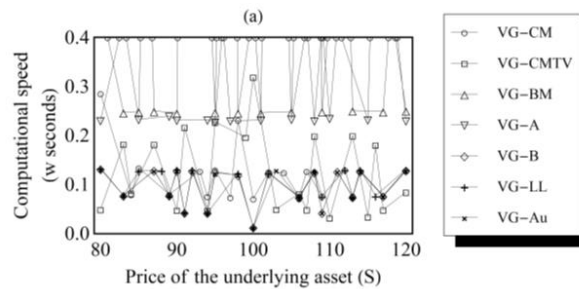 (a)
0.4
0.3
0.2
0.1
0.0
Computational speed
(w seconds)
80
90
100
110
120
Price of the underlying asset (S)
VG−CM
VG−CMTV
VG−BM
VG−A
VG−B
VG−LL
VG−Au